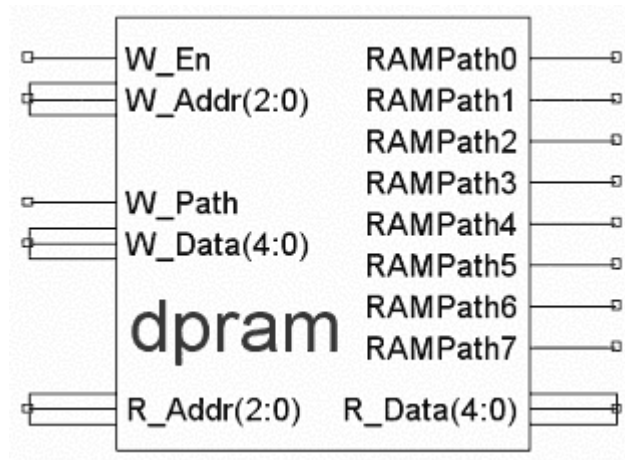 W_En RAMPath0
W_Addr(2:0) RAMPath1
RAMPath2
RAMPath3
W_Path RAMPath4
W_Data(4:0) RAMPath5
RAMPath6
dpram RAMPath7
R_Addr(2:0) R_Data(4:0)